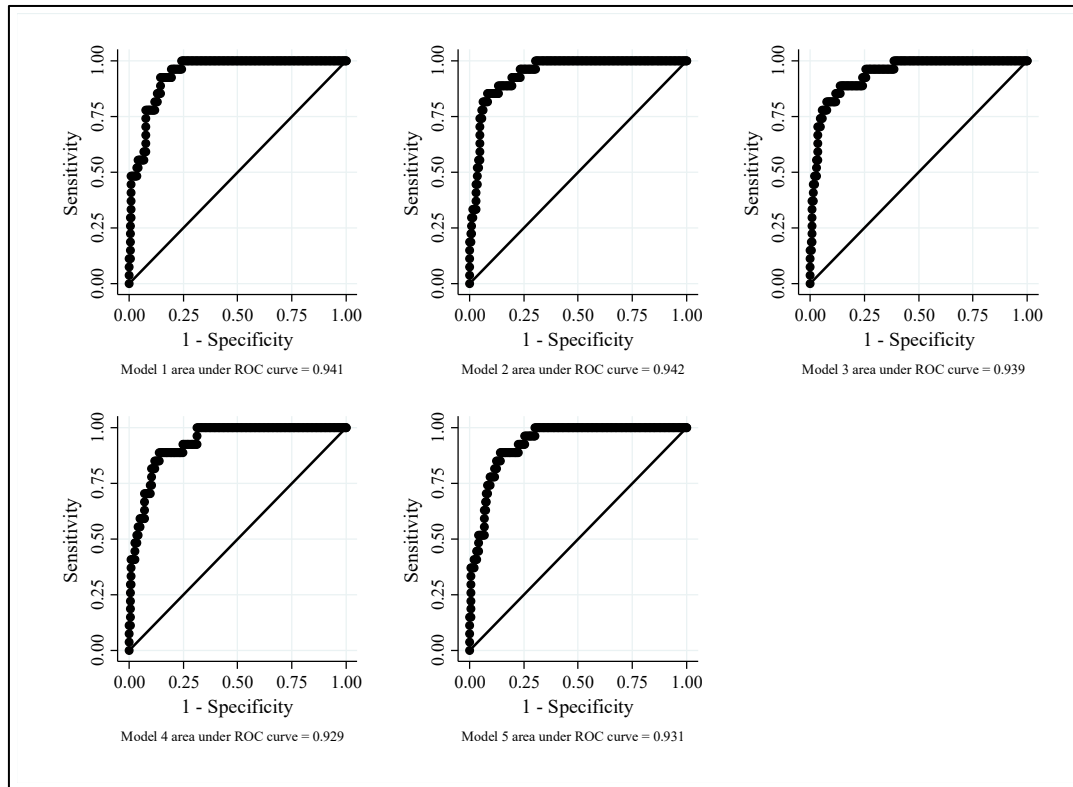 Sensitivity
0.00 0.25 0.50 0.75 1.00
0.00 0.25 0.50 0.75 1.00
1 - Specificity
Model 1 area under ROC curve = 0.941
Sensitivity
0.00 0.25 0.50 0.75 1.00
0.00 0.25 0.50 0.75 1.00
1 - Specificity
Model 2 area under ROC curve = 0.942
Sensitivity
0.00 0.25 0.50 0.75 1.00
0.00 0.25 0.50 0.75 1.00
1 - Specificity
Model 3 area under ROC curve = 0.939
Sensitivity
0.00 0.25 0.50 0.75 1.00
0.00 0.25 0.50 0.75 1.00
1 - Specificity
Model 4 area under ROC curve = 0.929
Sensitivity
0.00 0.25 0.50 0.75 1.00
0.00 0.25 0.50 0.75 1.00
1 - Specificity
Model 5 area under ROC curve = 0.931